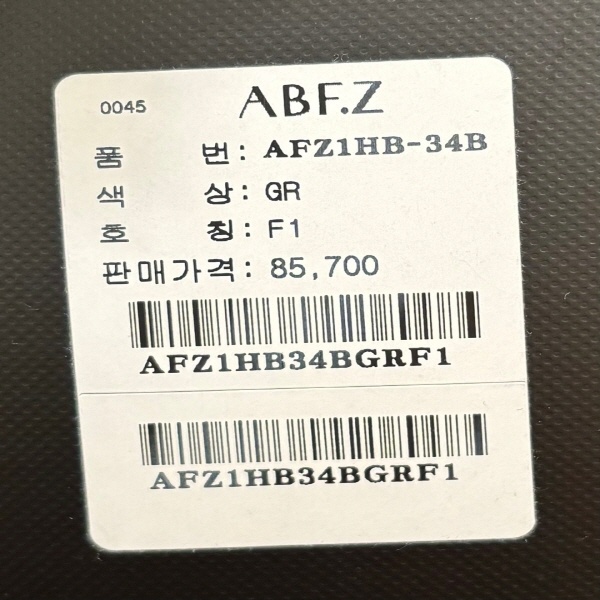 0045 ABF.Z
품 번: AFZ1HB-34B
색 상: GR
호 칭: F1
판매가격: 85,700
AFZ1HB34BGRF1
AFZ1HB34BGRF1